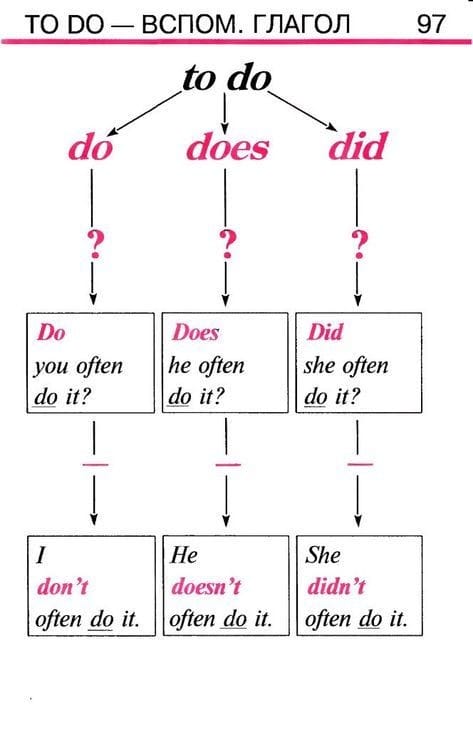 TO DO — ВСПОМ. ГЛАГОЛ 97
to do
do does did
? ? ?
Do
you often
do it?
Does
he often
do it?
Did
she often
do it?
— — —
I
don't
often do it.
He
doesn't
often do it.
She
didn't
often do it.